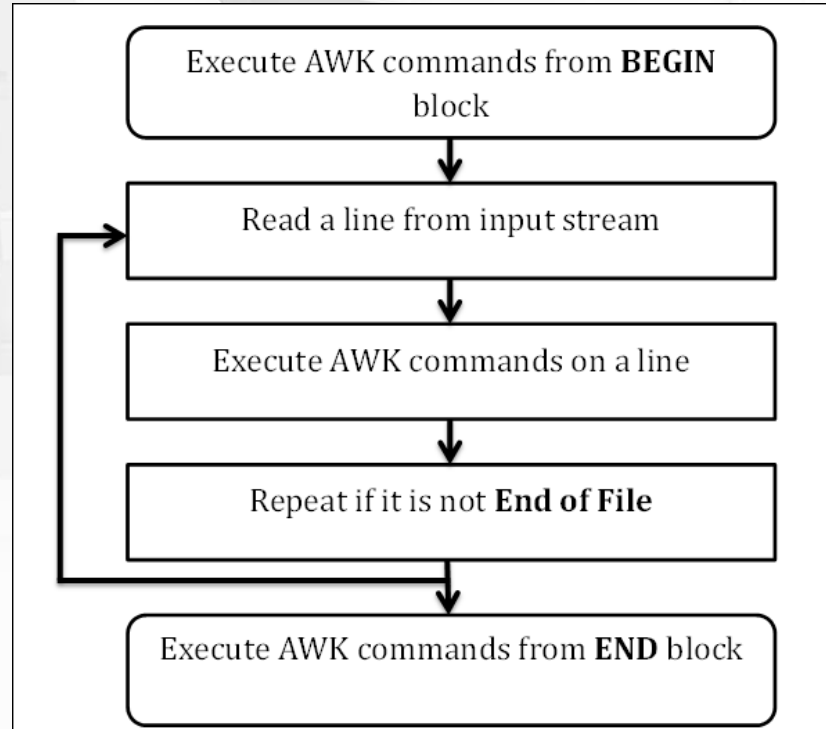 Execute AWK commands from BEGIN
block
Read a line from input stream
Execute AWK commands on a line
Repeat if it is not End of File
Execute AWK commands from END block